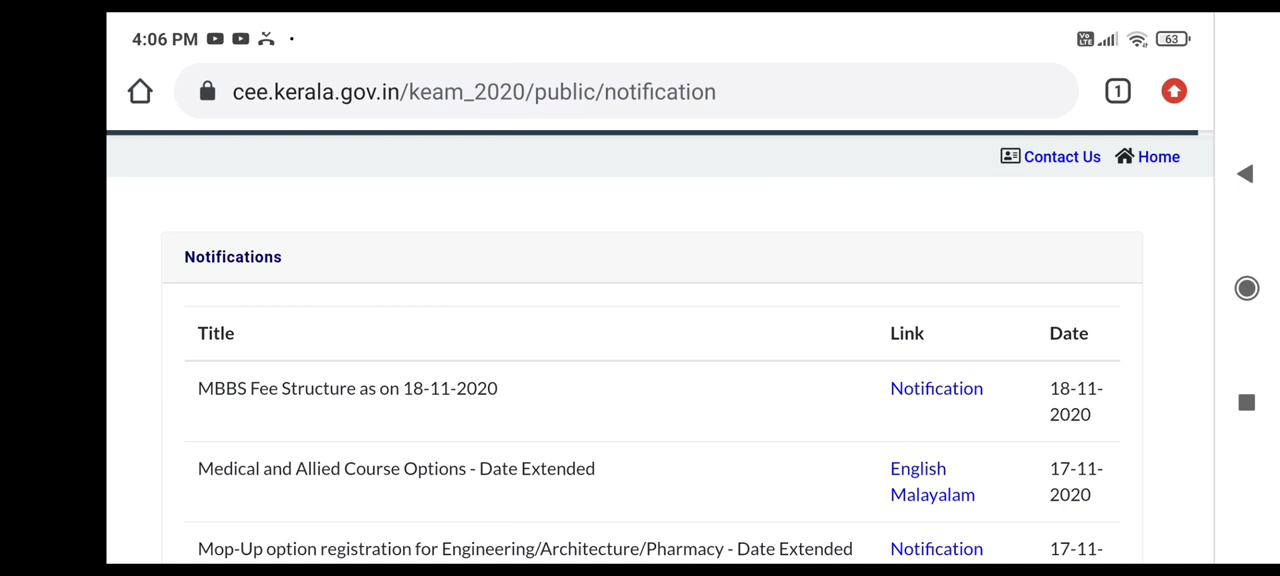 4:06 PM
Vo LTE
63
cee.kerala.gov.in/keam_2020/public/notification
1
Contact Us Home
Notifications
Title Link Date
MBBS Fee Structure as on 18-11-2020 Notification 18-11-
2020
Medical and Allied Course Options - Date Extended English 17-11-
Malayalam 2020
Mop-Up option registration for Engineering/Architecture/Pharmacy - Date Extended Notification 17-11-